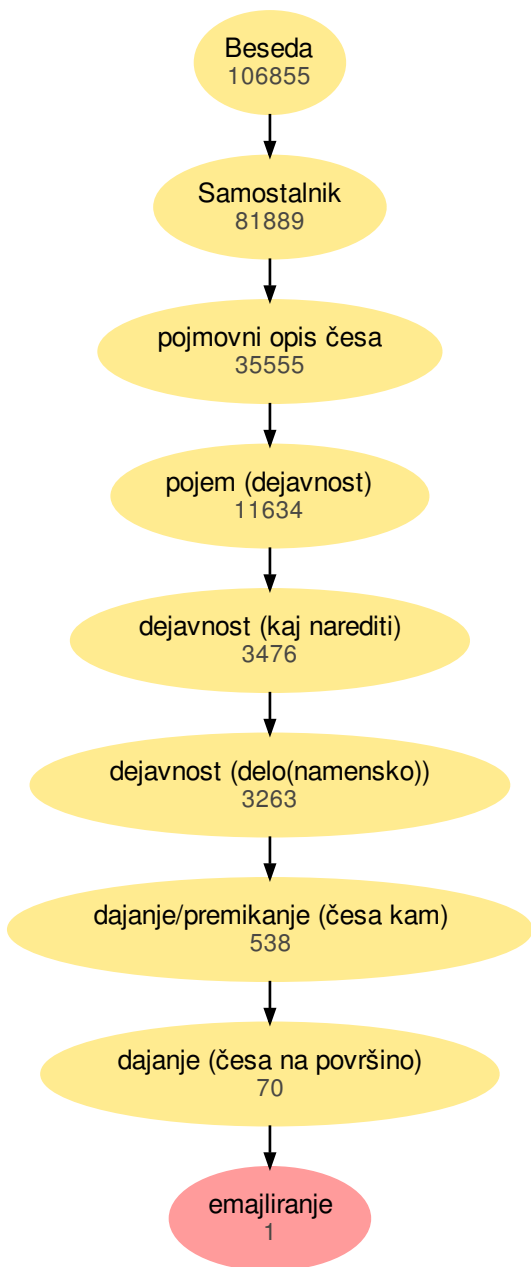 Beseda
106855
Samostalnik
81889
pojmovni opis česa
35555
pojem (dejavnost)
11634
dejavnost (kaj narediti)
3476
dejavnost (delo(namensko))
3263
dajanje/premikanje (česa kam)
538
dajanje (česa na površino)
70
emajliranje
1